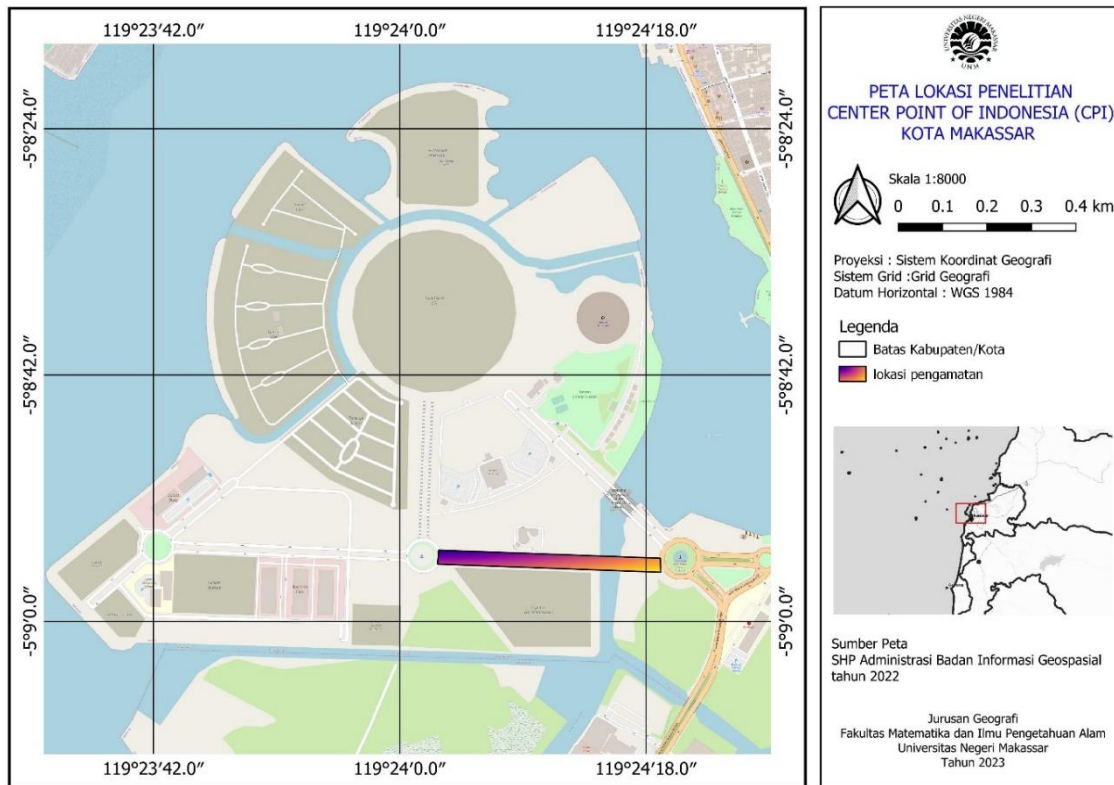 119°23′42.0″ 119°24′0.0″ 119°24′18.0″
-5°8′24.0″ -5°8′24.0″
-5°8′42.0″ -5°8′42.0″
-5°9′0.0″ -5°9′0.0″
119°23′42.0″ 119°24′0.0″ 119°24′18.0″
UNIVERSITAS NEGERI MAKASSAR
UNM
PETA LOKASI PENELITIAN
CENTER POINT OF INDONESIA (CPI)
KOTA MAKASSAR
Skala 1:8000
0 0.1 0.2 0.3 0.4 km
Proyeksi : Sistem Koordinat Geografi
Sistem Grid :Grid Geografi
Datum Horizontal : WGS 1984
Legenda
Batas Kabupaten/Kota
lokasi pengamatan
Sumber Peta
SHP Administrasi Badan Informasi Geospasial
tahun 2022
Jurusan Geografi
Fakultas Matematika dan Ilmu Pengetahuan Alam
Universitas Negeri Makassar
Tahun 2023